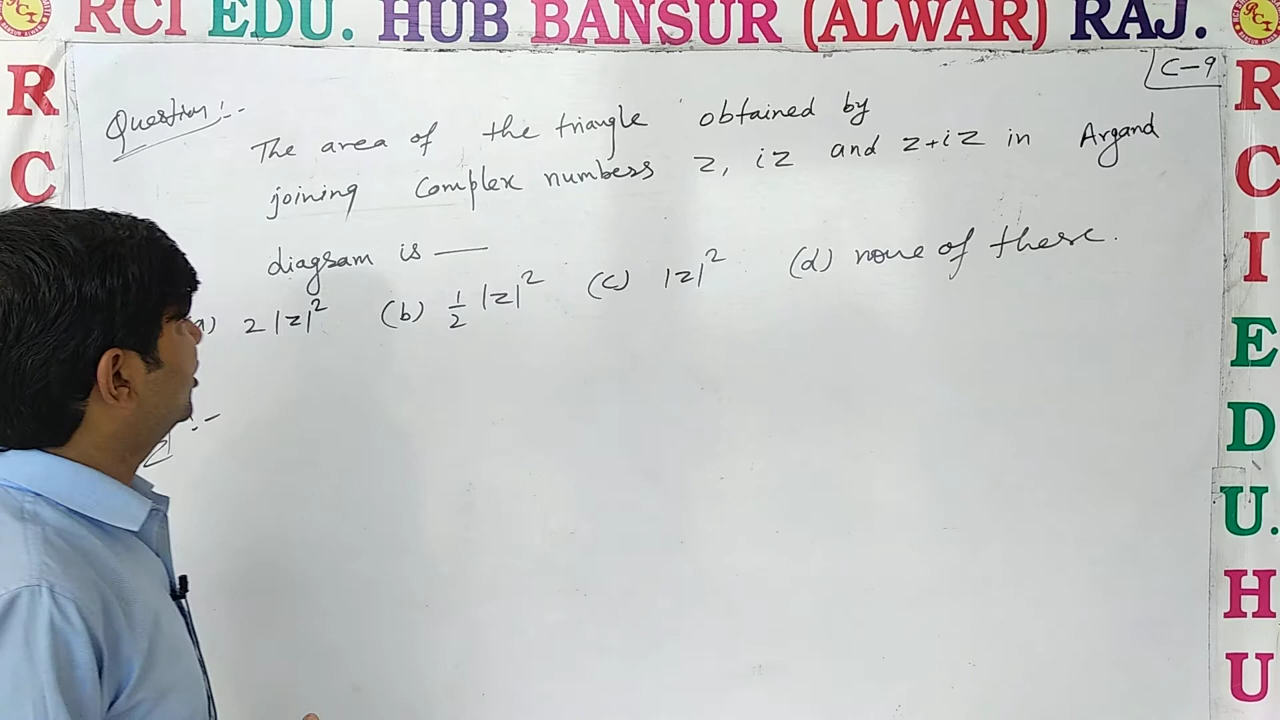 RCI EDU. HUB BANSUR (ALWAR) RAJ.
C-9
Question:-
The area of the triangle obtained by
joining complex numbers z, iz and z+iz in Argand
diagram is —
a) 2|z|² (b) 1/2 |z|² (c) |z|² (d) none of these.
R
C
R
C
I
E
D
U.
H
U